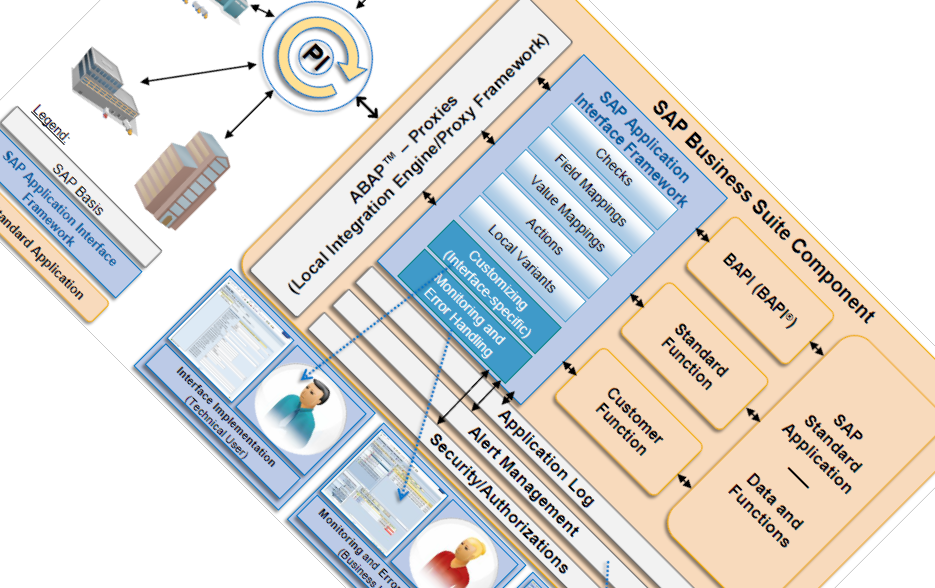 PI
Legend:
SAP Basis
SAP Application Interface
Framework
Standard Application
ABAP™ – Proxies
(Local Integration Engine/Proxy Framework)
SAP Business Suite Component
SAP Application
Interface Framework
Checks
Field Mappings
Value Mappings
Actions
Local Variants
Customizing
(Interface-specific)
Monitoring and
Error Handling
BAPI (BAPI®)
Standard
Function
Customer
Function
SAP
Standard
Application
Data and
Functions
Application Log
Alert Management
Security/Authorizations
Interface Implementation
(Technical User)
Monitoring and Erro
(Business